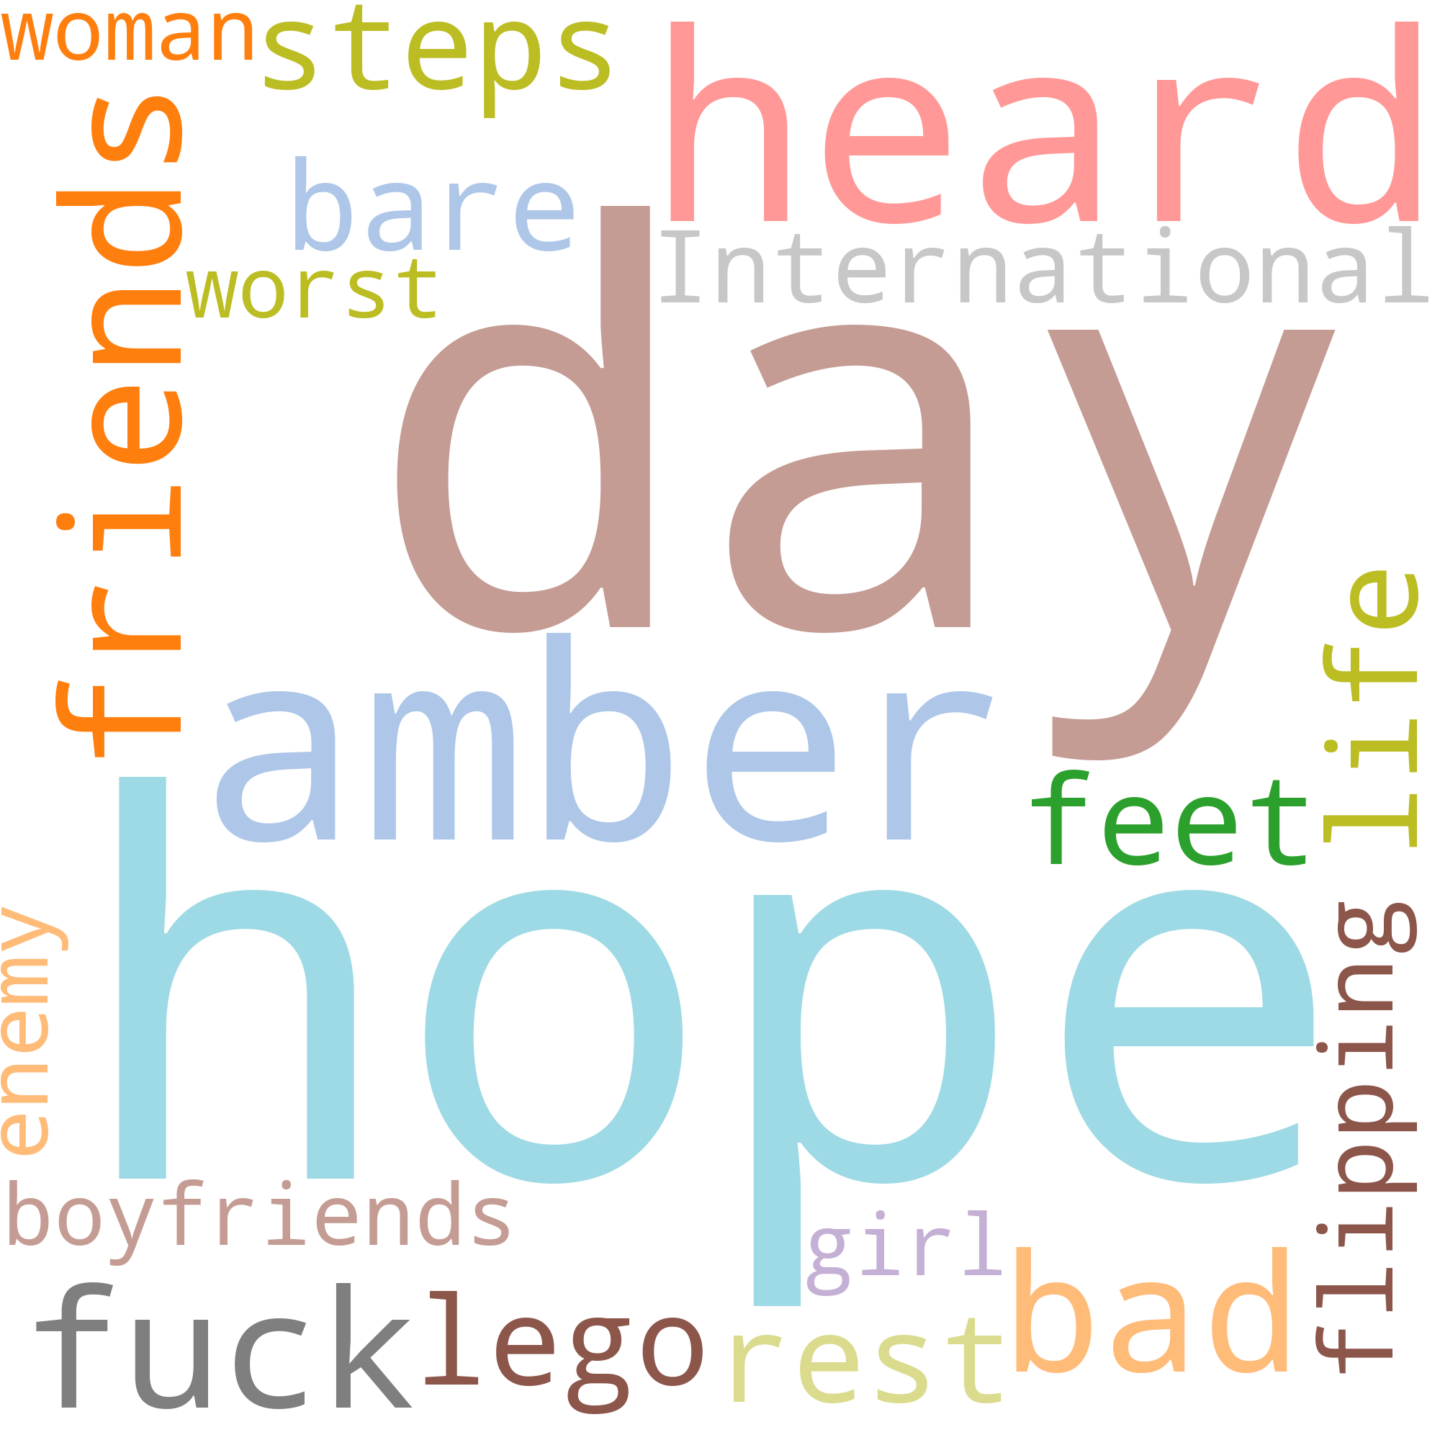 woman
steps
heard
friends
bare
International
worst
day
amber
life
feet
hope
enemy
flipping
boyfriends
girl
bad
fuck
lego
rest